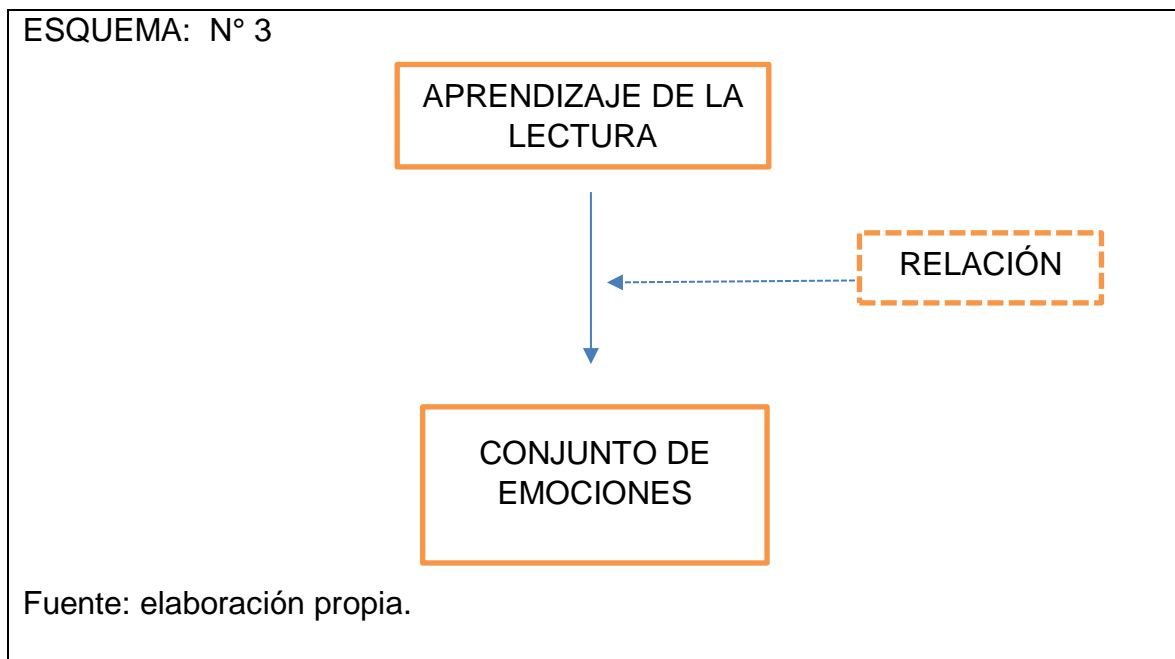 ESQUEMA: N° 3
APRENDIZAJE DE LA
LECTURA
RELACIÓN
CONJUNTO DE
EMOCIONES
Fuente: elaboración propia.